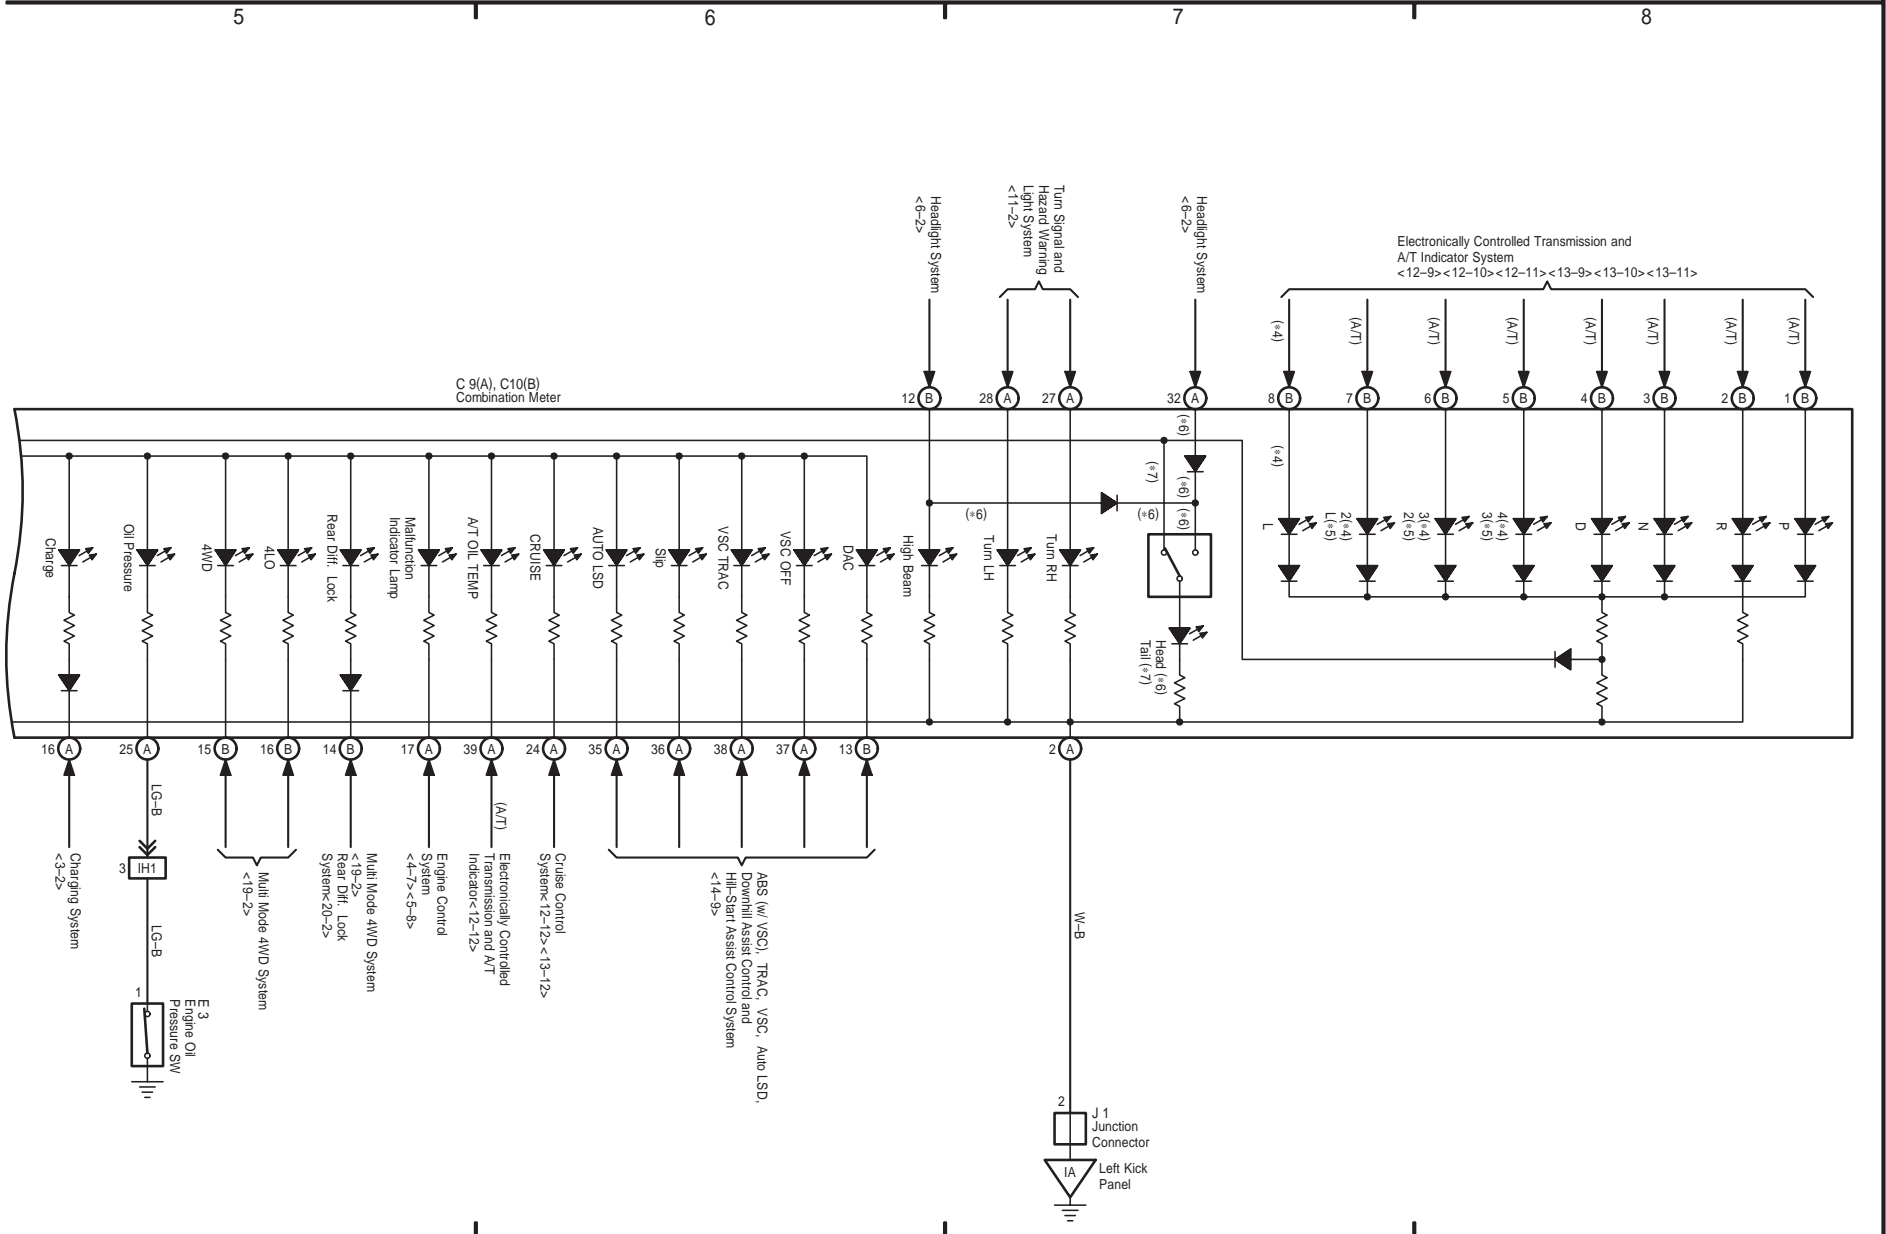 5
6
7
8
Headlight System
<6–2>
Turn Signal and
Hazard Warning
Light System
<11–2>
Headlight System
<6–2>
Electronically Controlled Transmission and
A/T Indicator System
<12–9><12–10><12–11><13–9><13–10><13–11>
(*4)
(A/T)
(A/T)
(A/T)
(A/T)
(A/T)
(A/T)
(A/T)
C 9(A), C10(B)
Combination Meter
12 B
28 A
27 A
32 A
8 B
7 B
6 B
5 B
4 B
3 B
2 B
1 B
(*6)
(*4)
(*7)
(*6)
(*6)
(*6)
(*6)
Charge
Oil Pressure
4WD
4LO
Rear Diff. Lock
Malfunction
Indicator Lamp
A/T OIL TEMP
CRUISE
AUTO LSD
Slip
VSC TRAC
VSC OFF
DAC
High Beam
Turn LH
Turn RH
Head (*6)
Tail (*7)
L
2(*4)
L(*5)
3(*4)
2(*5)
4(*4)
3(*5)
D
N
R
P
16 A
25 A
15 B
16 B
14 B
17 A
39 A
24 A
35 A
36 A
38 A
37 A
13 B
2 A
LG–B
(A/T)
3 IH1
LG–B
Charging System
<3–2>
1
E 3
Engine Oil
Pressure SW
Multi Mode 4WD System
<19–2>
Multi Mode 4WD System
<19–2>
Rear Diff. Lock
System<20–2>
Engine Control
System
<4–7><5–8>
Electronically Controlled
Transmission and A/T
Indicator<12–12>
Cruise Control
System<12–12><13–12>
ABS (w/ VSC), TRAC, VSC, Auto LSD,
Downhill Assist Control and
Hill–Start Assist Control System
<14–9>
W–B
2
J 1
Junction
Connector
IA
Left Kick
Panel